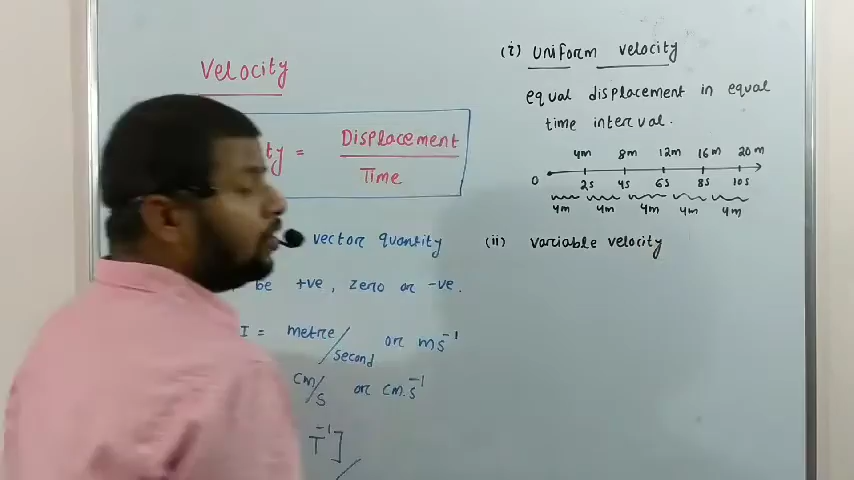 Velocity
= Displacement
Time
vector quantity
be +ve, zero or -ve.
I = metre/second or ms⁻¹
cm/s or cm.s⁻¹
T⁻¹]
(i) Uniform velocity
equal displacement in equal
time interval.
4m 8m 12m 16m 20m
0 2s 4s 6s 8s 10s
4m 4m 4m 4m 4m
(ii) variable velocity